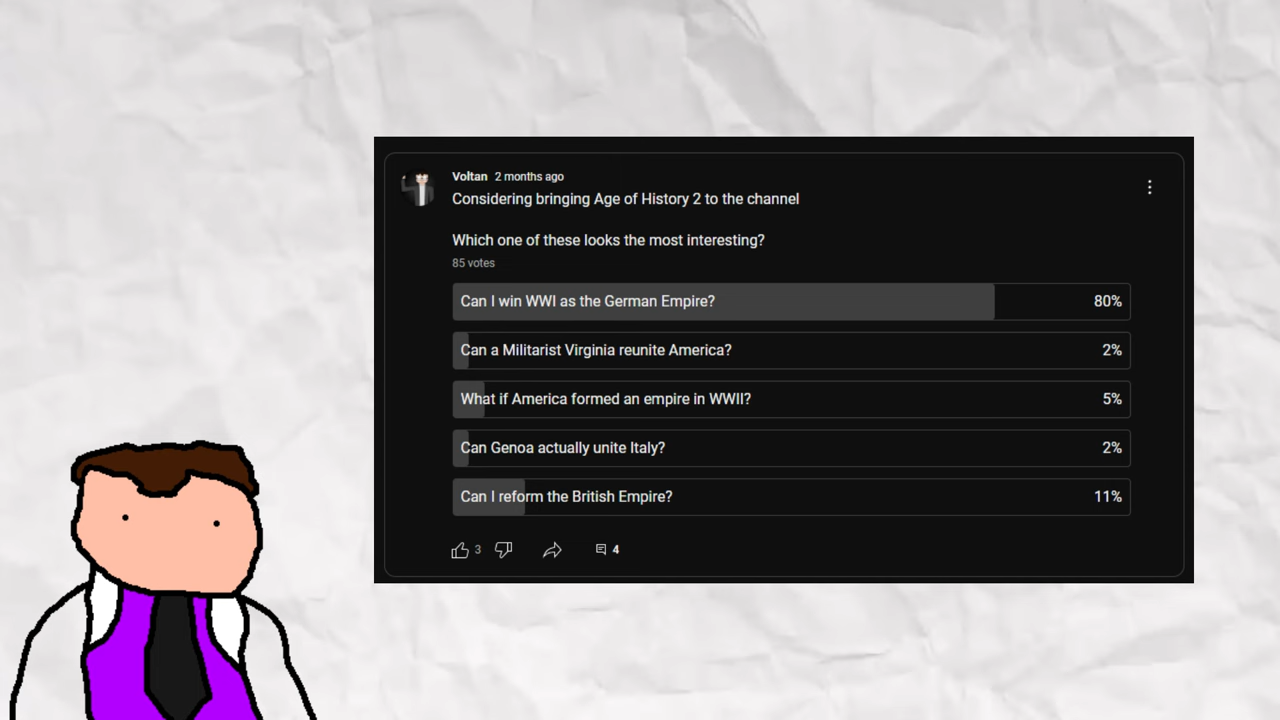 Voltan 2 months ago
Considering bringing Age of History 2 to the channel
Which one of these looks the most interesting?
85 votes
Can I win WWI as the German Empire? 80%
Can a Militarist Virginia reunite America? 2%
What if America formed an empire in WWII? 5%
Can Genoa actually unite Italy? 2%
Can I reform the British Empire? 11%
3 4